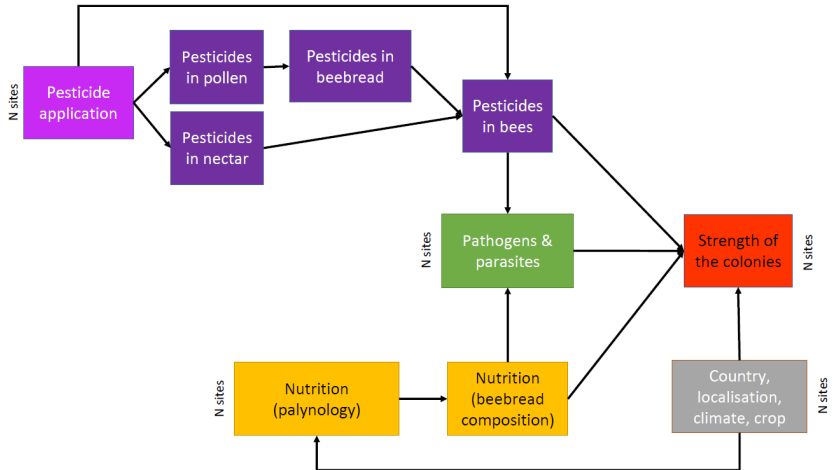 N sites
Pesticide
application
Pesticides
in pollen
Pesticides in
beebread
Pesticides
in nectar
Pesticides
in bees
N sites
Pathogens &
parasites
Strength of
the colonies
N sites
N sites
Nutrition
(palynology)
Nutrition
(beebread
composition)
Country,
localisation,
climate, crop
N sites